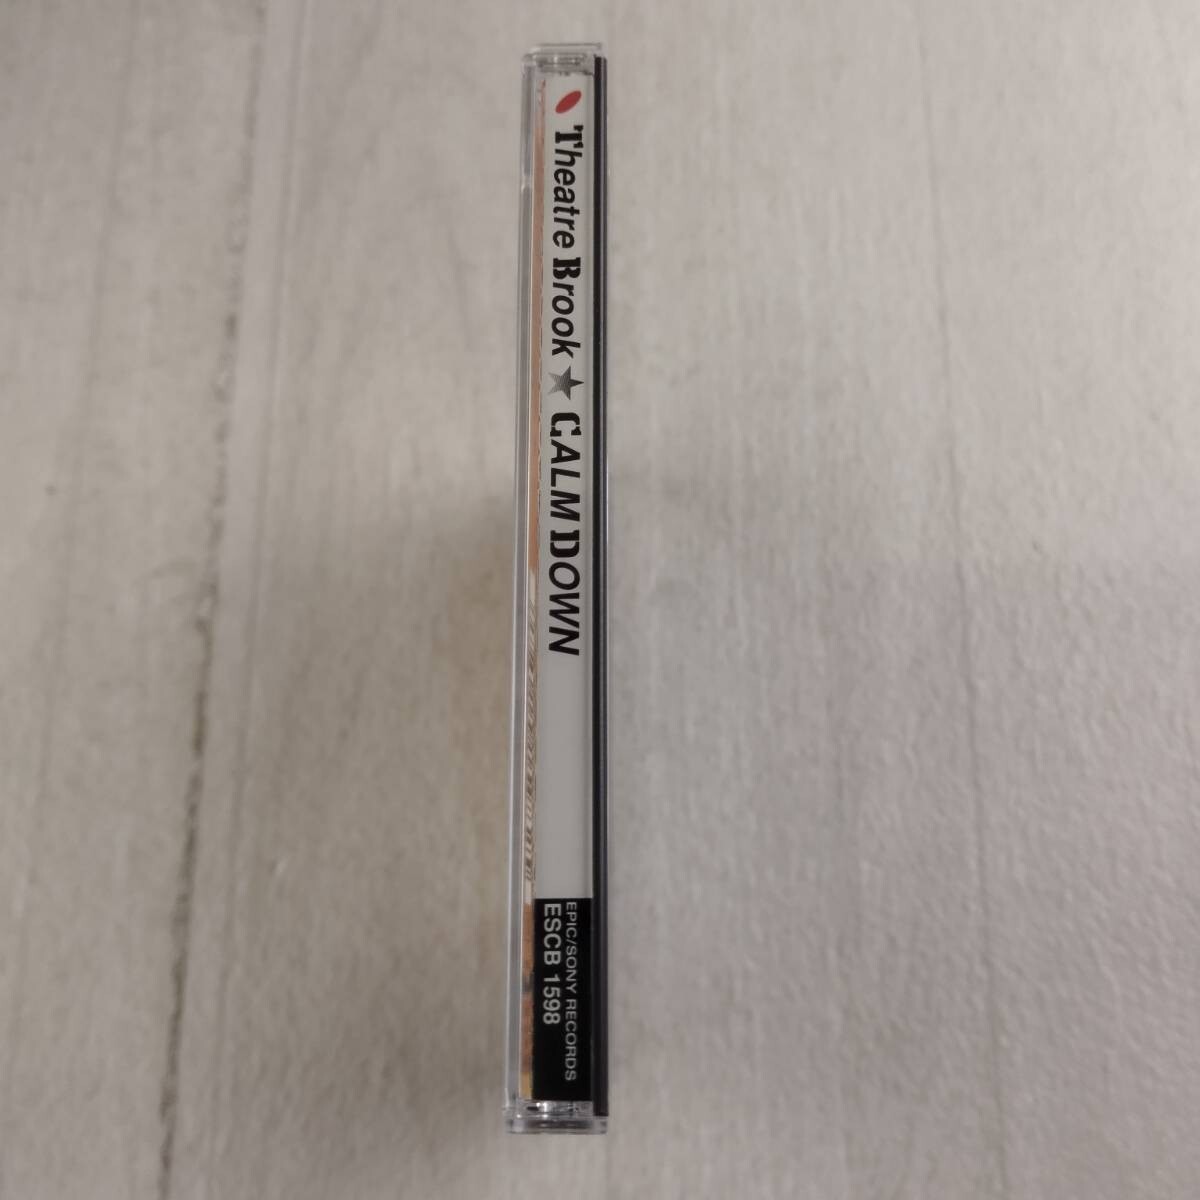 Theatre Brook ★ CALM DOWN
EPIC/SONY RECORDS
ESCB 1598